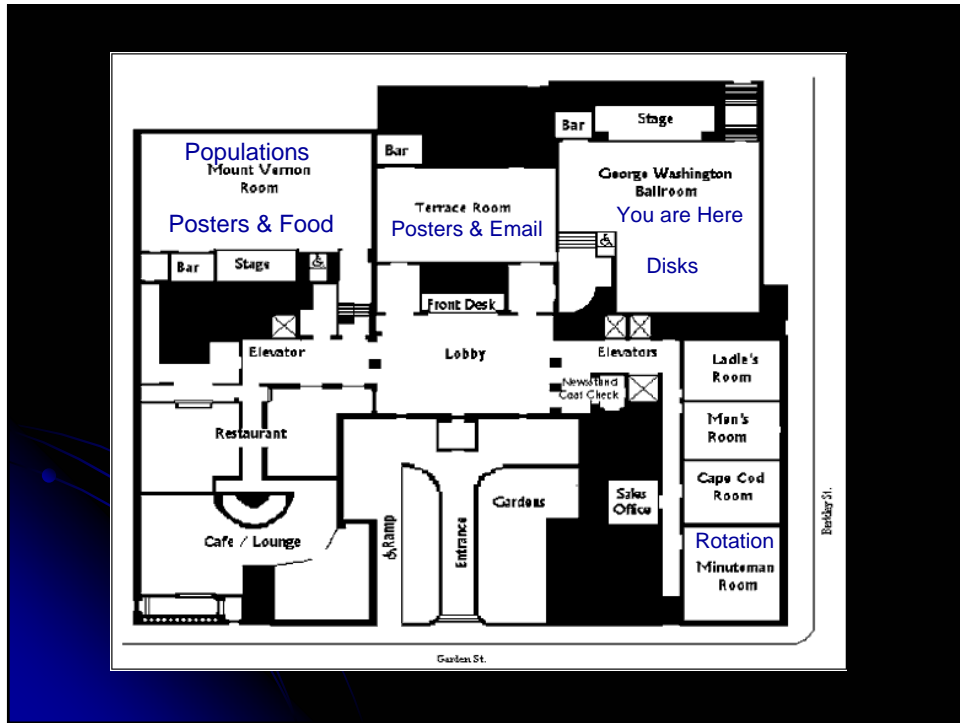 Populations
Mount Vernon
Room
Posters & Food
Bar
Stage
Bar
Terrace Room
Posters & Email
Bar
Stage
George Washington
Ballroom
You are Here
Disks
Front Desk
Elevator
Lobby
Elevators
Newsstand
Coat Check
Ladie's
Room
Men's
Room
Cape Cod
Room
Rotation
Minuteman
Room
Restaurant
Cafe / Lounge
Ramp
Entrance
Gardens
Sales
Office
Berkley St.
Garden St.